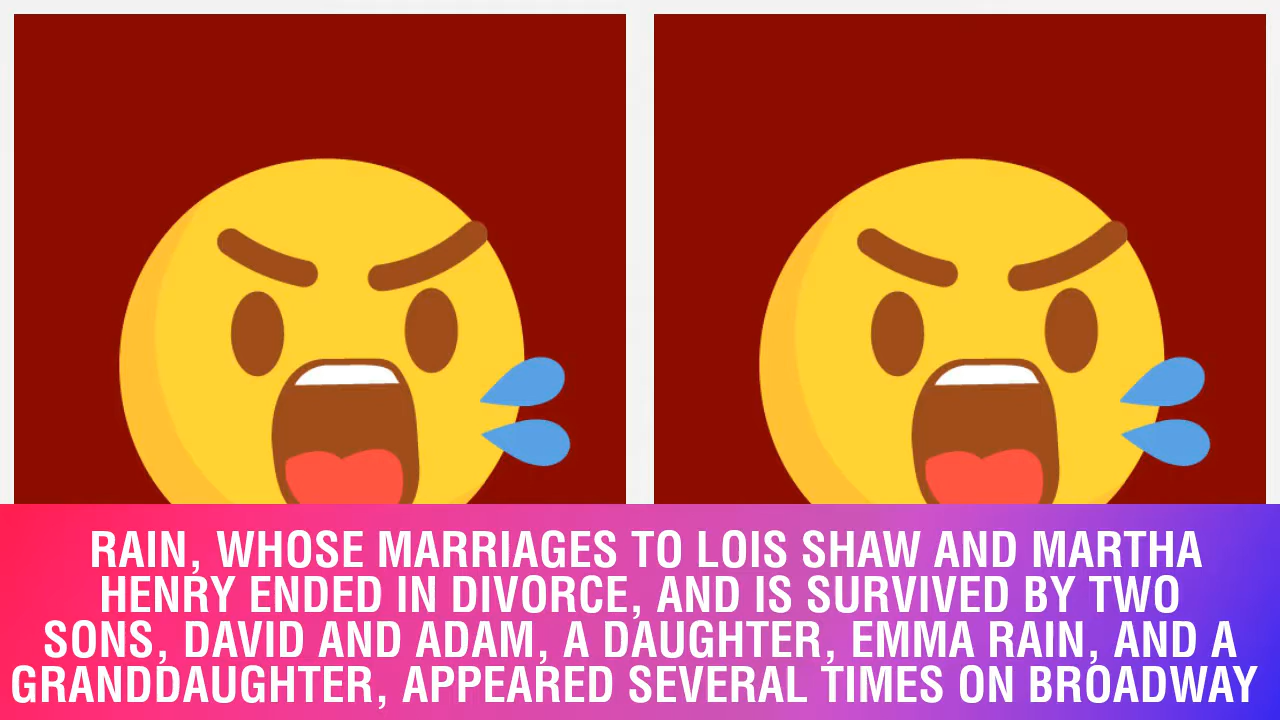 RAIN, WHOSE MARRIAGES TO LOIS SHAW AND MARTHA
HENRY ENDED IN DIVORCE, AND IS SURVIVED BY TWO
SONS, DAVID AND ADAM, A DAUGHTER, EMMA RAIN, AND A
GRANDDAUGHTER, APPEARED SEVERAL TIMES ON BROADWAY